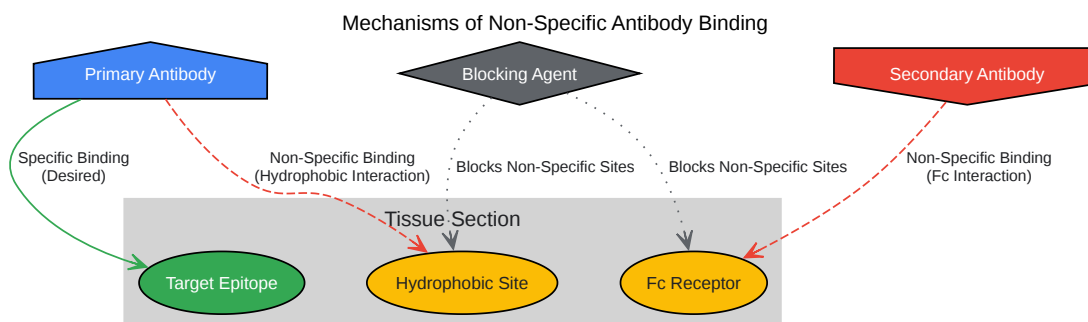 Mechanisms of Non-Specific Antibody Binding
Primary Antibody
Blocking Agent
Secondary Antibody
Specific Binding
(Desired)
Non-Specific Binding
(Hydrophobic Interaction)
Blocks Non-Specific Sites
Blocks Non-Specific Sites
Non-Specific Binding
(Fc Interaction)
Tissue Section
Target Epitope
Hydrophobic Site
Fc Receptor